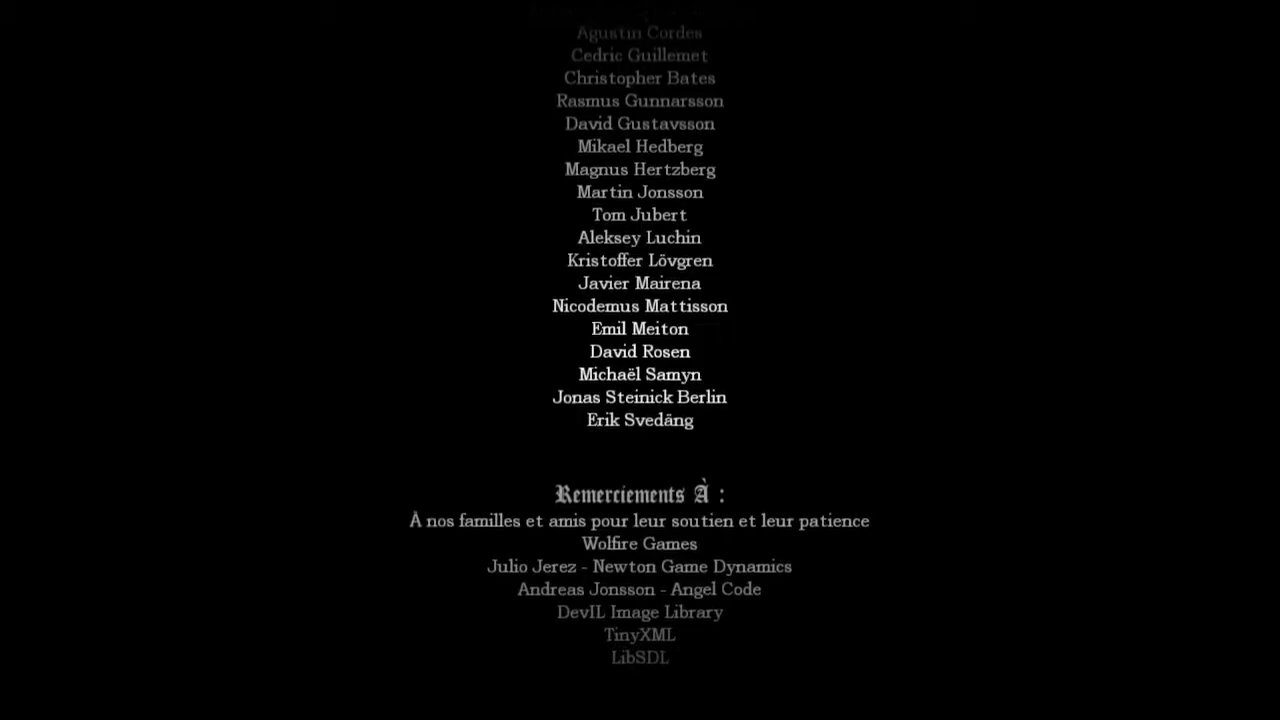 Agustin Cordes
Cedric Guillemet
Christopher Bates
Rasmus Gunnarsson
David Gustavsson
Mikael Hedberg
Magnus Hertzberg
Martin Jonsson
Tom Jubert
Aleksey Luchin
Kristoffer Lövgren
Javier Mairena
Nicodemus Mattisson
Emil Meiton
David Rosen
Michaël Samyn
Jonas Steinick Berlin
Erik Svedäng
Remerciements À :
À nos familles et amis pour leur soutien et leur patience
Wolfire Games
Julio Jerez - Newton Game Dynamics
Andreas Jonsson - Angel Code
DevIL Image Library
TinyXML
LibSDL